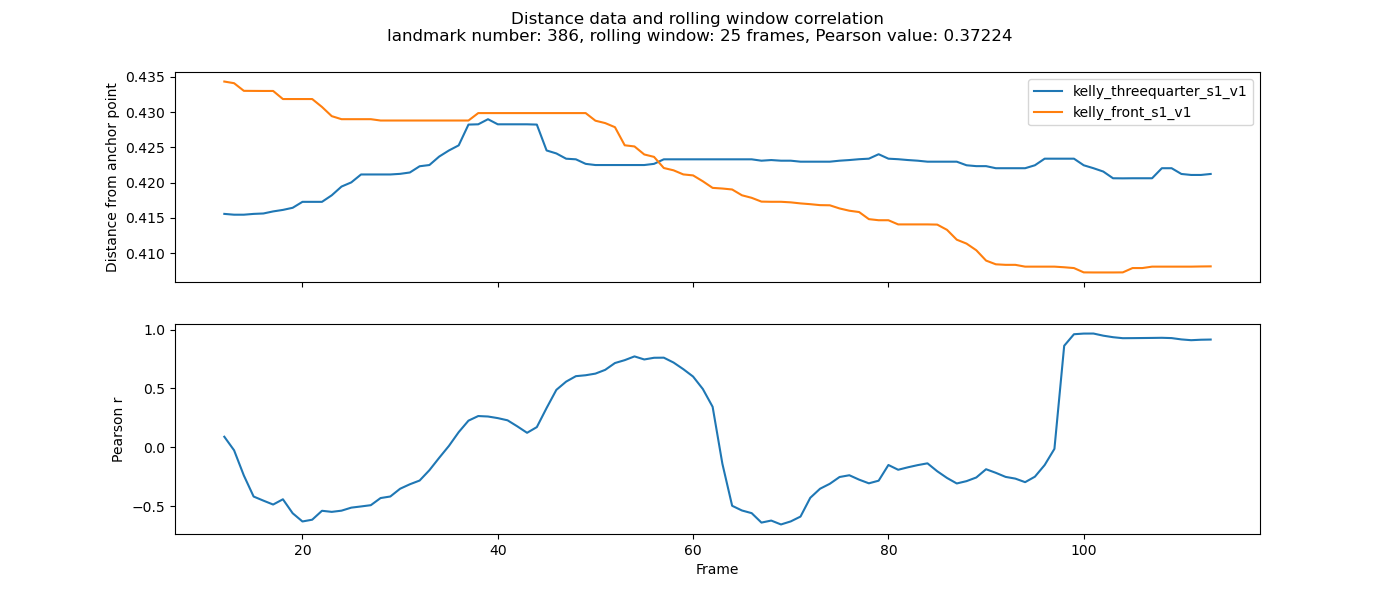 Distance data and rolling window correlation
landmark number: 386, rolling window: 25 frames, Pearson value: 0.37224
Distance from anchor point
0.435
0.430
0.425
0.420
0.415
0.410
kelly_threequarter_s1_v1
kelly_front_s1_v1
Pearson r
1.0
0.5
0.0
−0.5
20
40
60
80
100
Frame